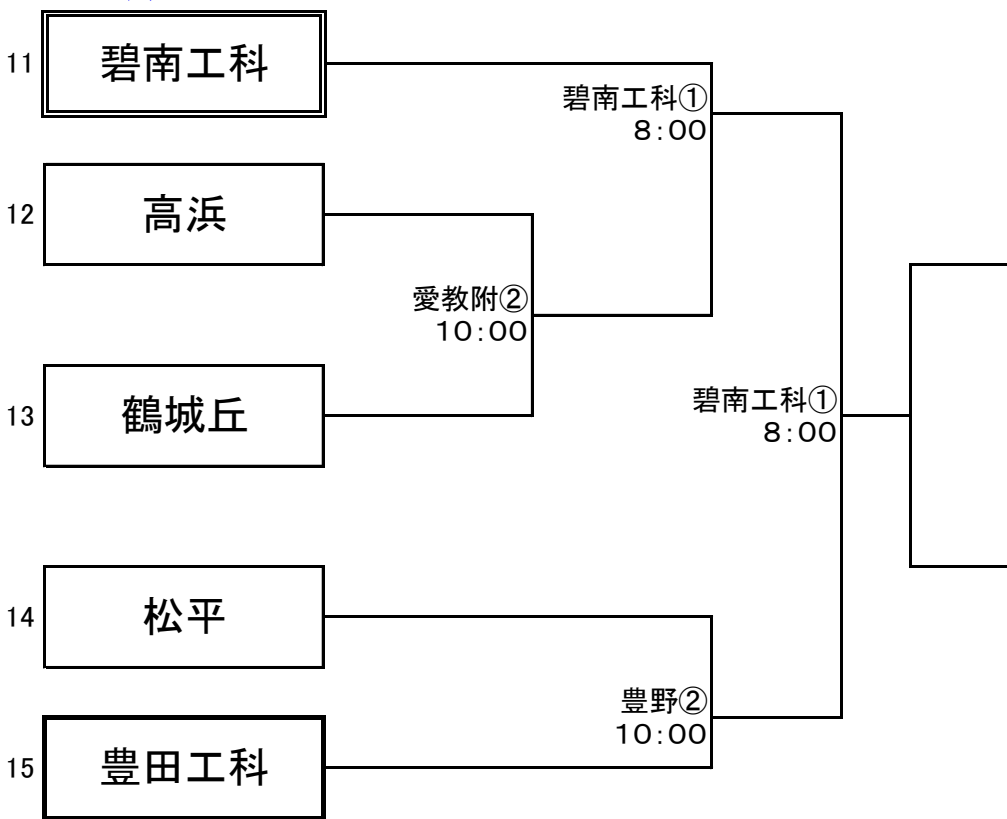 11 碧南工科
碧南工科①
8:00
12 高浜
愛教附②
10:00
13 鶴城丘
碧南工科①
8:00
14 松平
豊野②
10:00
15 豊田工科